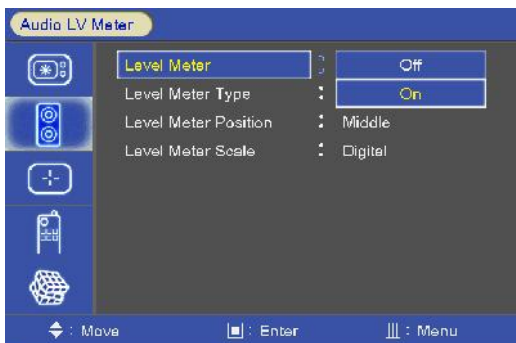 Audio LV Meter
Level Meter : Off
Level Meter Type : On
Level Meter Position : Middle
Level Meter Scale : Digital
: Move : Enter : Menu